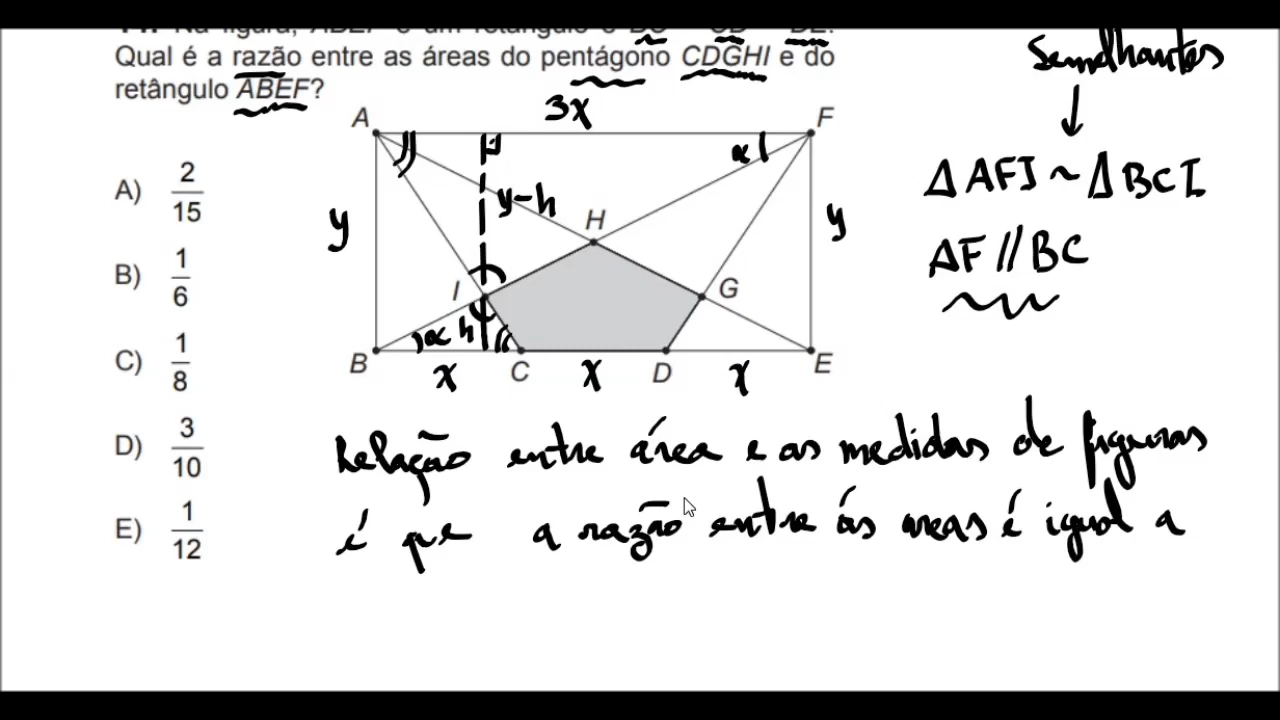 Qual é a razão entre as áreas do pentágono CDGHI e do
retângulo ABEF?
Semelhantes
3x
A
F
α
A) 2/15
y
y-h
y
ΔAFI ~ ΔBCI
H
AF // BC
B) 1/6
I
G
α
h
B
C
D
E
x
x
x
C) 1/8
D) 3/10
Relação entre área e as medidas de figuras
E) 1/12
é que a razão entre ás areas é igual a